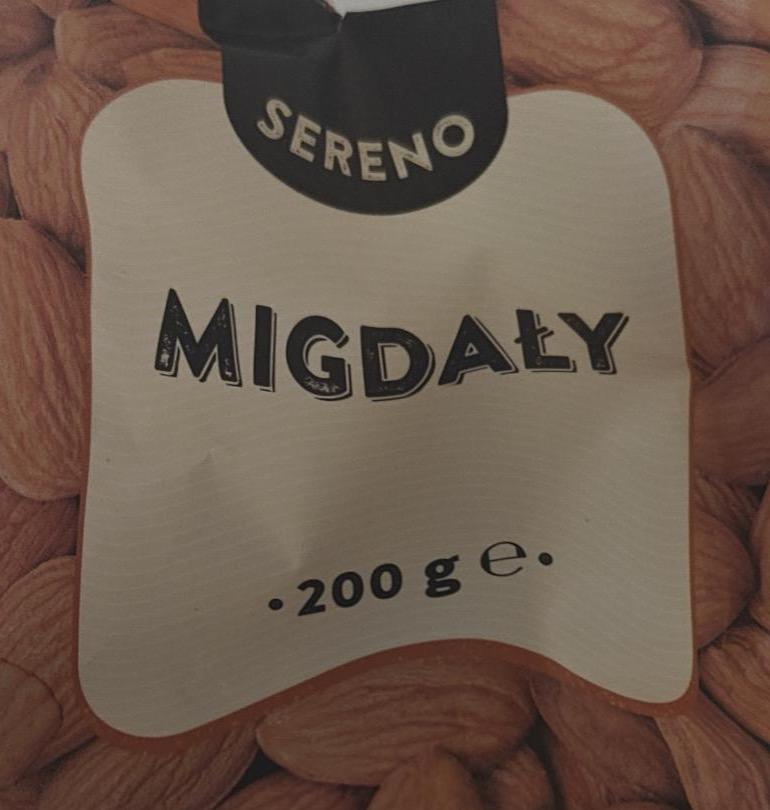 SERENO
MIGDAŁY
·200 g ℮·